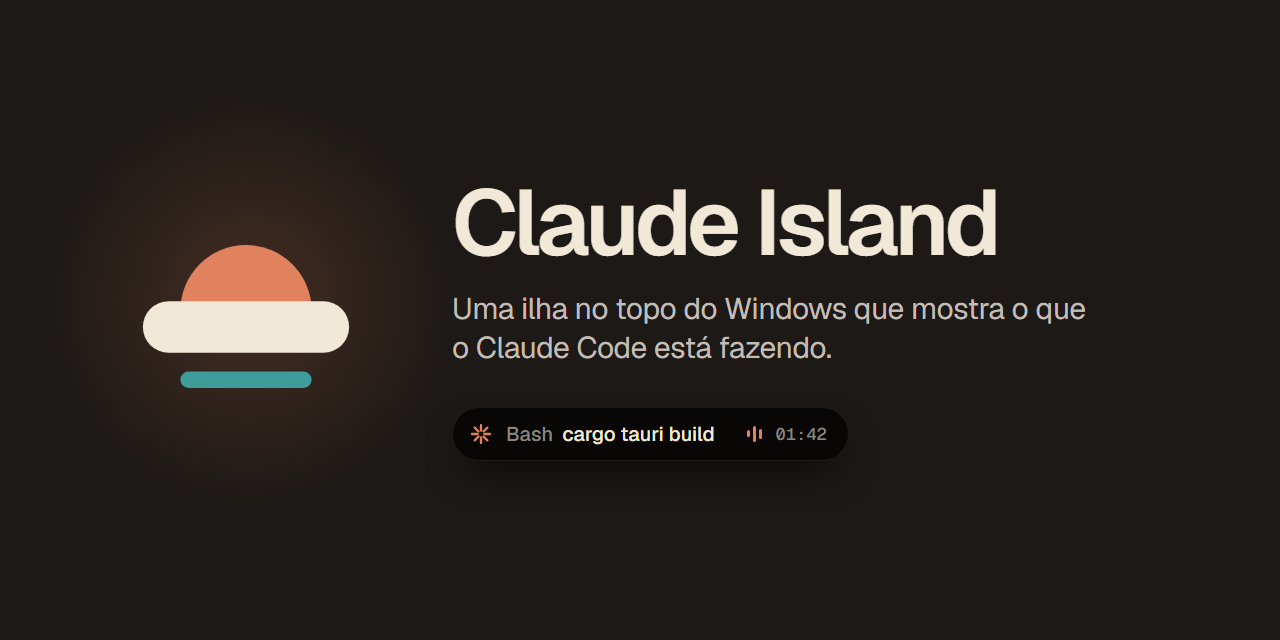 Claude Island
Uma ilha no topo do Windows que mostra o que
o Claude Code está fazendo.
Bash cargo tauri build 01:42